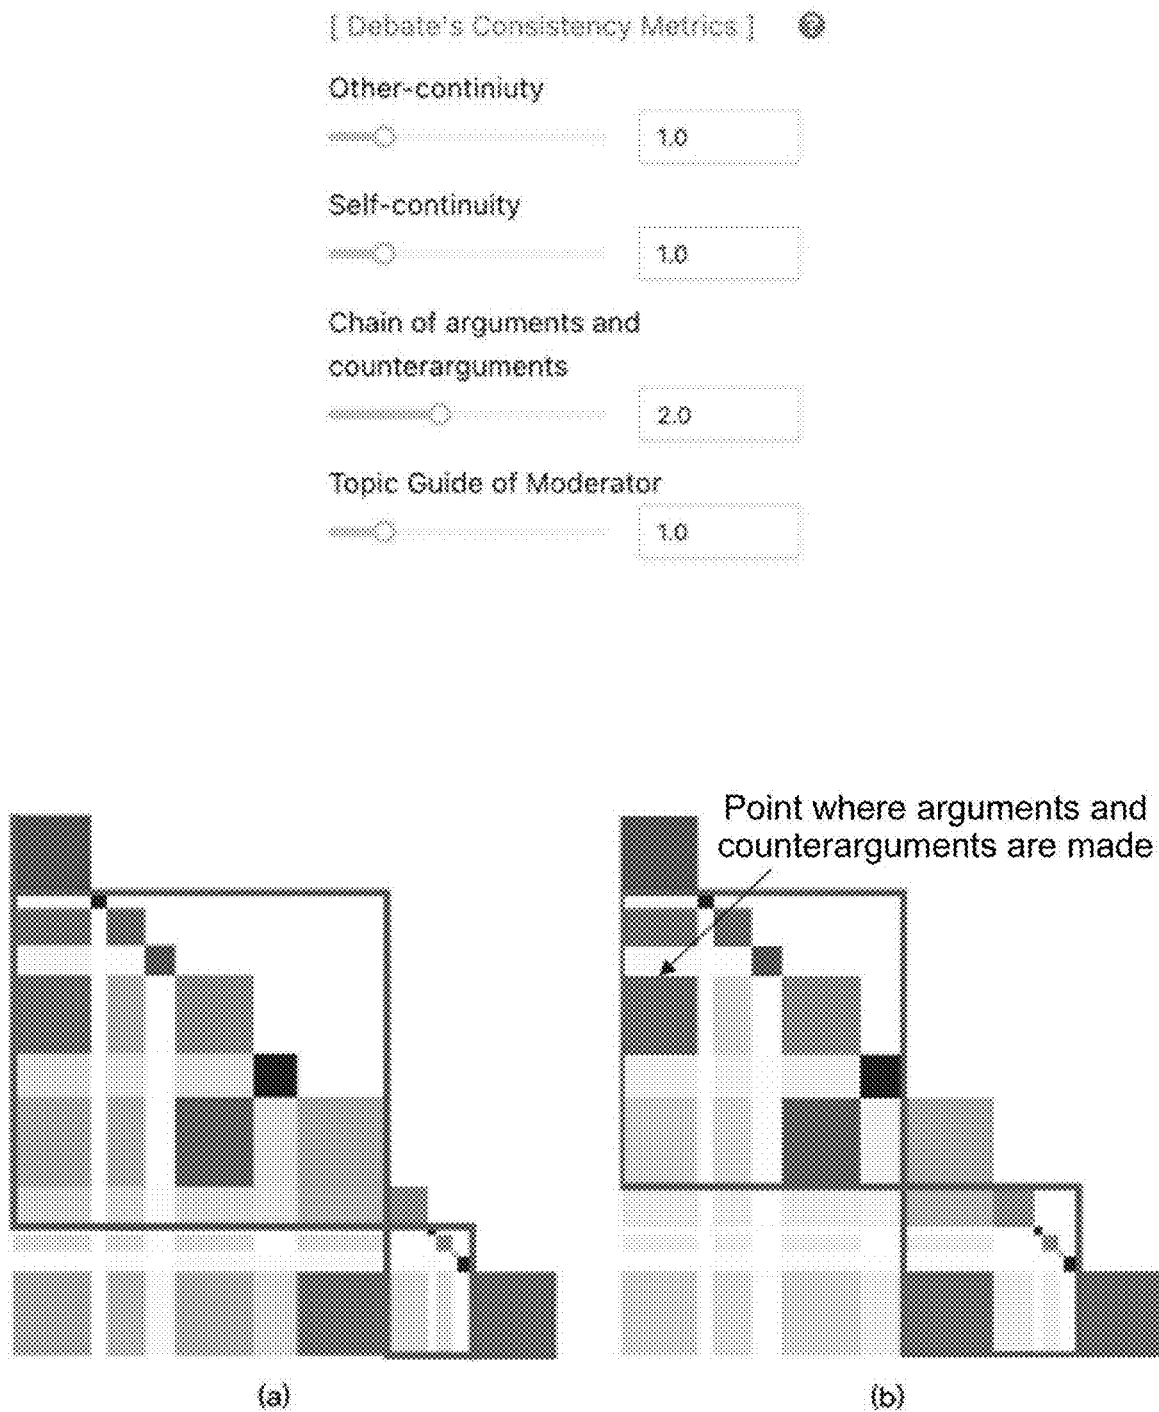 [ Debate's Consistency Metrics ] ?
Other-continiuty
1.0
Self-continuity
1.0
Chain of arguments and
counterarguments
2.0
Topic Guide of Moderator
1.0
Point where arguments and
counterarguments are made
(a)
(b)